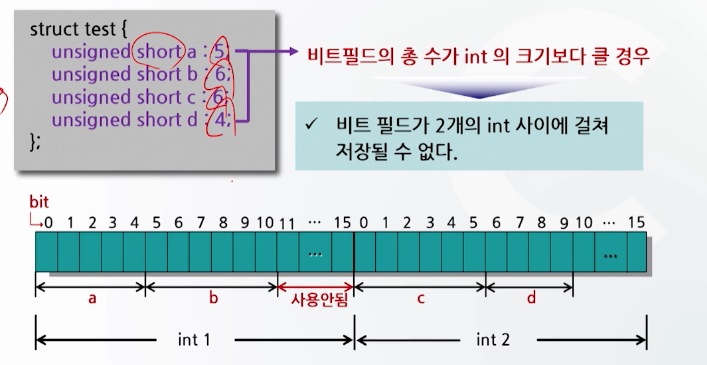 struct test {
unsigned short a : 5;
unsigned short b : 6;
unsigned short c : 6;
unsigned short d : 4;
};
비트필드의 총 수가 int 의 크기보다 클 경우
✓ 비트 필드가 2개의 int 사이에 걸쳐
저장될 수 없다.
bit
0 1 2 3 4 5 6 7 8 9 10 11 ... 15 0 1 2 3 4 5 6 7 8 9 10 ... 15
... ...
a b 사용안됨 c d
int 1 int 2